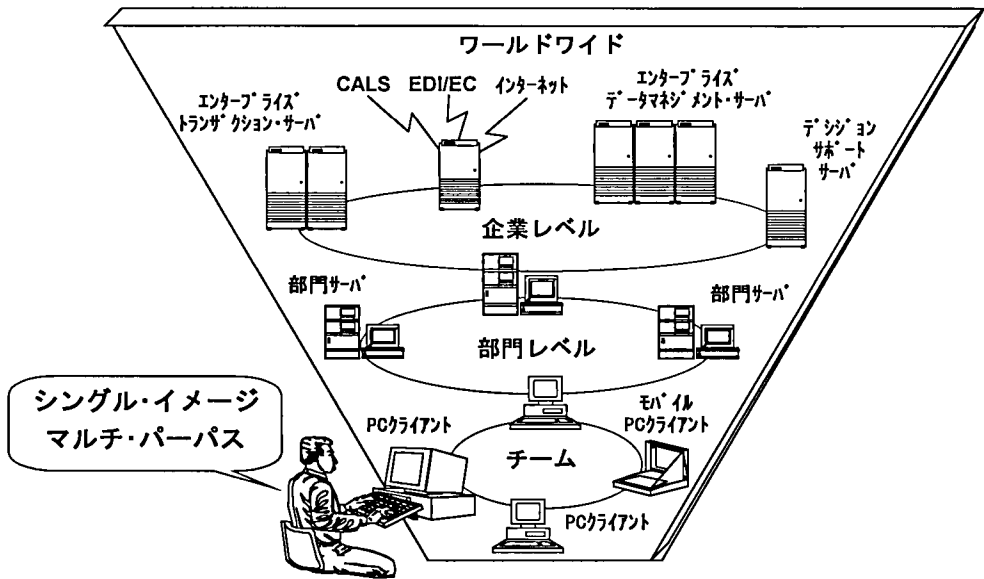 ワールドワイド
CALS EDI/EC インターネット
エンタープライズ
トランザクション・サーバ
エンタープライズ
データマネジメント・サーバ
デシジョン
サポート
サーバ
企業レベル
部門サーバ
部門サーバ
部門レベル
シングル・イメージ
マルチ・パーパス
PCクライアント
モバイル
PCクライアント
チーム
PCクライアント